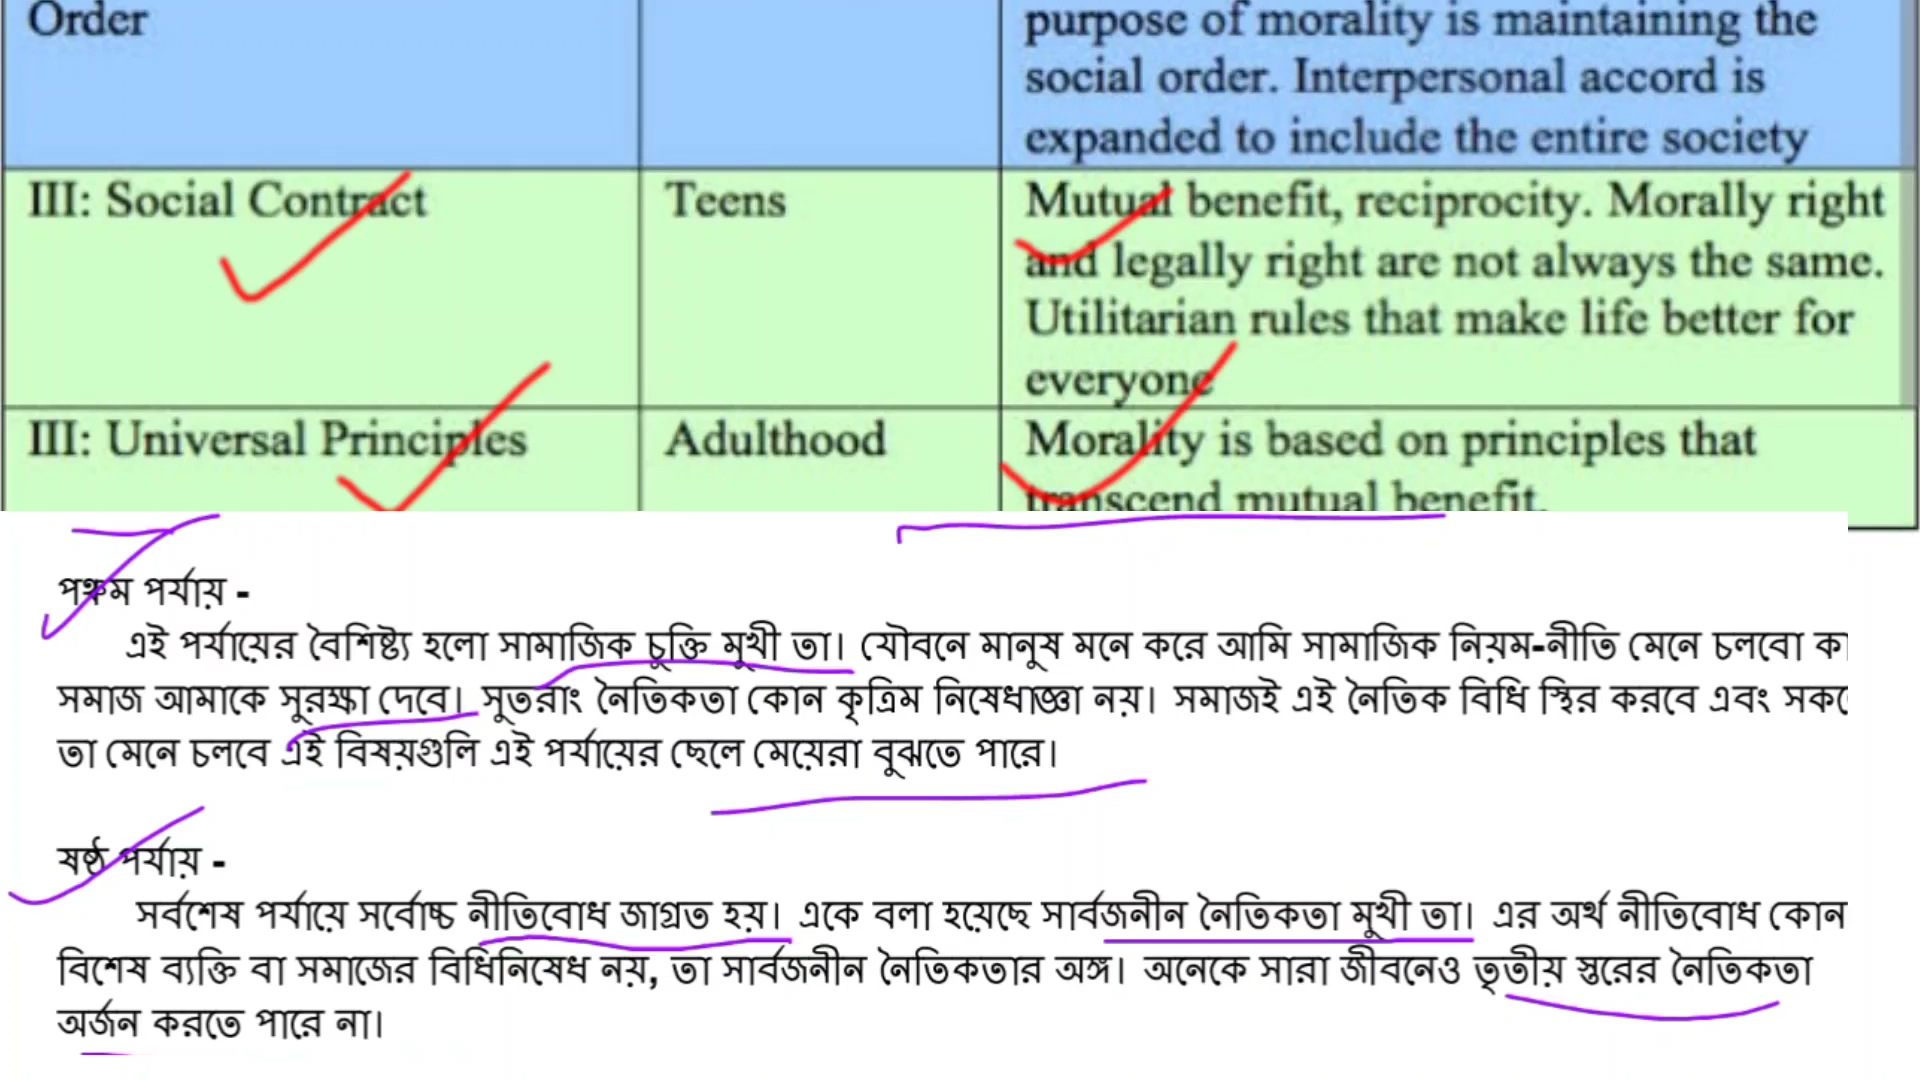 Order
purpose of morality is maintaining the
social order. Interpersonal accord is
expanded to include the entire society
III: Social Contract
Teens
Mutual benefit, reciprocity. Morally right
and legally right are not always the same.
Utilitarian rules that make life better for
everyone
III: Universal Principles
Adulthood
Morality is based on principles that
transcend mutual benefit.
পঞ্চম পর্যায় -
এই পর্যায়ের বৈশিষ্ট্য হলো সামাজিক চুক্তি মুখী তা। যৌবনে মানুষ মনে করে আমি সামাজিক নিয়ম-নীতি মেনে চলবো
সমাজ আমাকে সুরক্ষা দেবে। সুতরাং নৈতিকতা কোন কৃত্রিম নিষেধাজ্ঞা নয়। সমাজই এই নৈতিক বিধি স্থির করবে এবং
তা মেনে চলবে এই বিষয়গুলি এই পর্যায়ের ছেলে মেয়েরা বুঝতে পারে।
ষষ্ঠ পর্যায় -
সর্বশেষ পর্যায়ে সর্বোচ্চ নীতিবোধ জাগ্রত হয়। একে বলা হয়েছে সার্বজনীন নৈতিকতা মুখী তা। এর অর্থ নীতিবোধ কোন
বিশেষ ব্যক্তি বা সমাজের বিধিনিষেধ নয়, তা সার্বজনীন নৈতিকতার অঙ্গ। অনেকে সারা জীবনেও তৃতীয় স্তরের নৈতিকতা
অর্জন করতে পারে না।